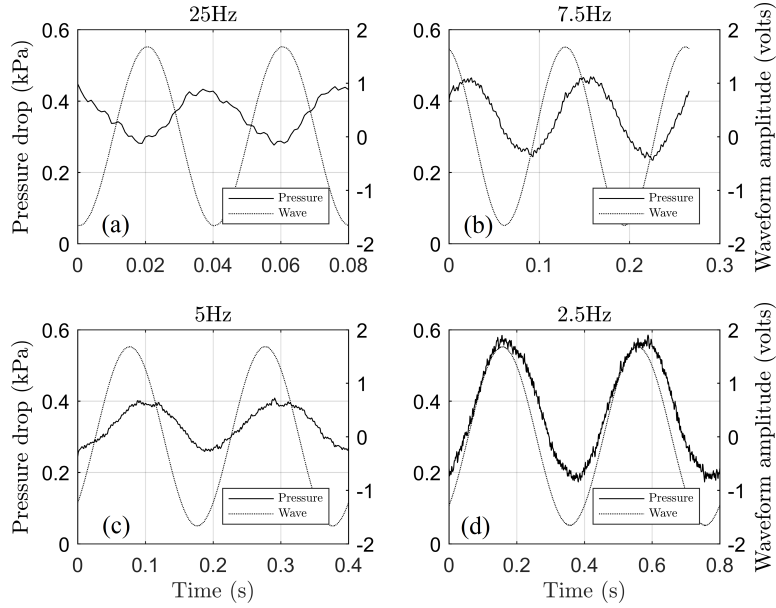 25Hz
Pressure drop (kPa)
0.6
0.4
0.2
0
2
1
0
-1
-2
Pressure
Wave
(a)
0 0.02 0.04 0.06 0.08
7.5Hz
0.6
0.4
0.2
0
2
1
0
-1
-2
Waveform amplitude (volts)
Pressure
Wave
(b)
0 0.1 0.2 0.3
5Hz
Pressure drop (kPa)
0.6
0.4
0.2
0
2
1
0
-1
-2
Pressure
Wave
(c)
0 0.1 0.2 0.3 0.4
Time (s)
2.5Hz
0.6
0.4
0.2
0
2
1
0
-1
-2
Waveform amplitude (volts)
Pressure
Wave
(d)
0 0.2 0.4 0.6 0.8
Time (s)